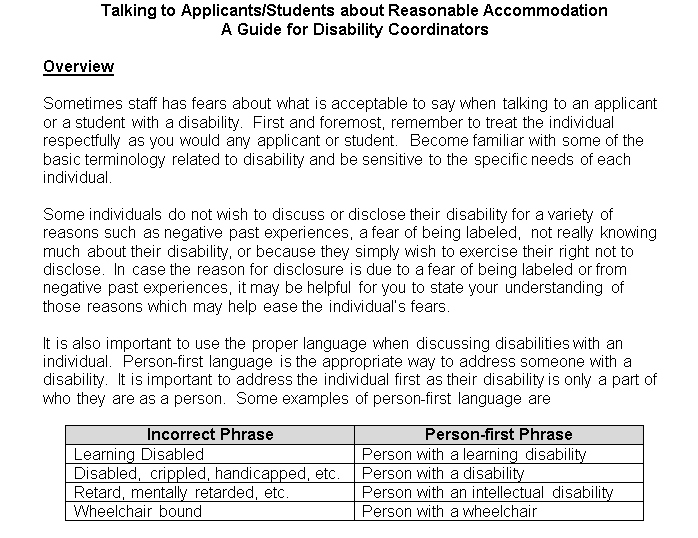 Talking to Applicants/Students about Reasonable Accommodation
A Guide for Disability Coordinators
Overview
Sometimes staff has fears about what is acceptable to say when talking to an applicant
or a student with a disability.  First and foremost, remember to treat the individual
respectfully as you would any applicant or student.   Become familiar with some of the
basic terminology related to disability and be sensitive to the specific needs of each
individual.
Some individuals do not wish to discuss or disclose their disability for a variety of
reasons such as negative past experiences, a fear of being labeled,  not really knowing
much about their disability, or because they simply wish to exercise their right not to
disclose.  In case the reason for disclosure is due to a fear of being labeled or from
negative past experiences, it may be helpful for you to state your understanding of
those reasons which may help ease the individual's fears.
It is also important to use the proper language when discussing disabilities with an
individual.  Person-first language is the appropriate way to address someone with a
disability.  It is important to address the individual first as their disability is only a part of
who they are as a person.  Some examples of person-first language are
Incorrect Phrase Person-first Phrase
Learning Disabled Person with a learning disability
Disabled, crippled, handicapped, etc. Person with a disability
Retard, mentally retarded, etc. Person with an intellectual disability
Wheelchair bound Person with a wheelchair